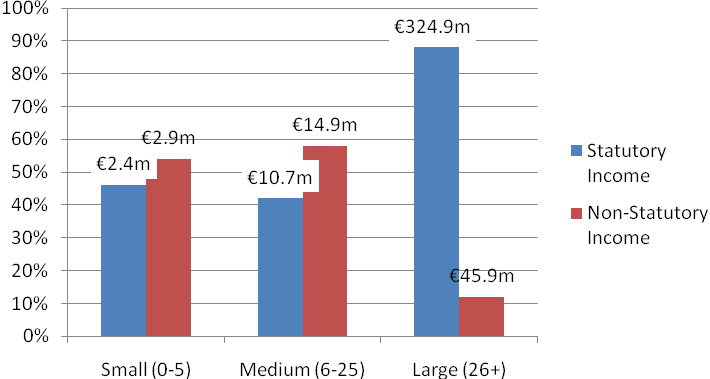 100%
90%
80%
70%
60%
50%
40%
30%
20%
10%
0%
€2.4m
€2.9m
€10.7m
€14.9m
€324.9m
€45.9m
Small (0-5)
Medium (6-25)
Large (26+)
Statutory
Income
Non-Statutory
Income